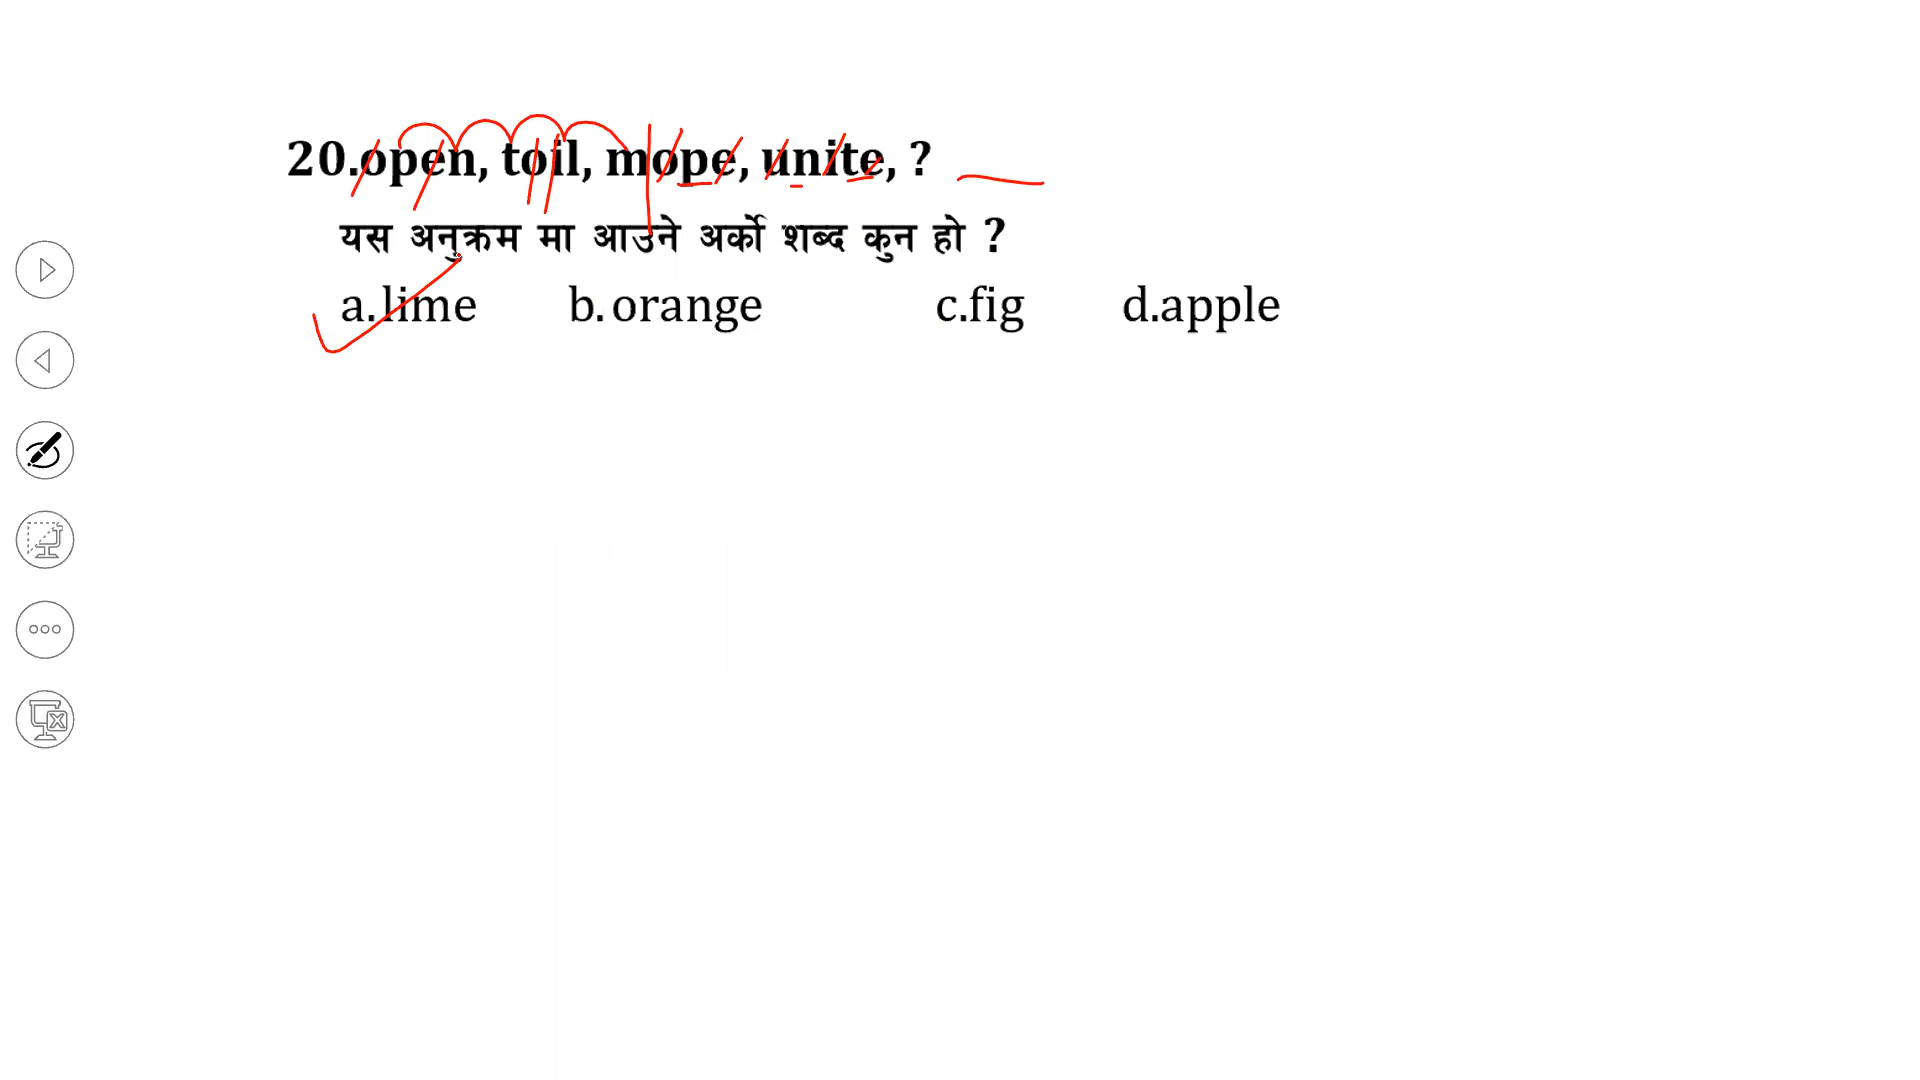 20.open, toil, mope, unite, ?
यस अनुक्रम मा आउने अर्को शब्द कुन हो ?
a.lime b. orange c.fig d.apple